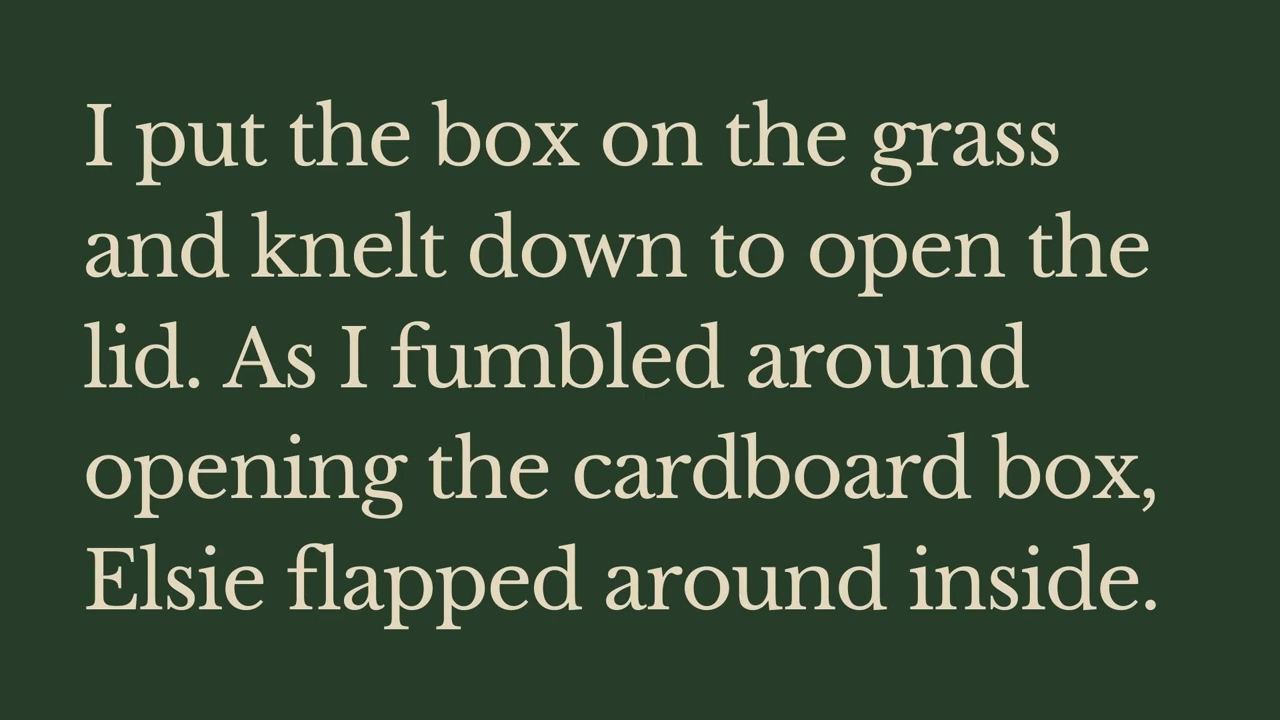 I put the box on the grass
and knelt down to open the
lid. As I fumbled around
opening the cardboard box,
Elsie flapped around inside.